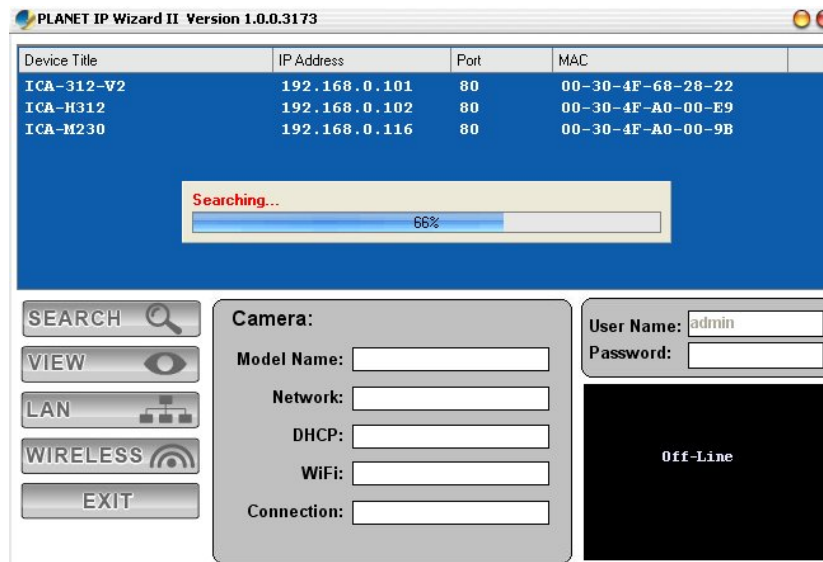 PLANET IP Wizard II Version 1.0.0.3173
Device Title IP Address Port MAC
ICA-312-V2 192.168.0.101 80 00-30-4F-68-28-22
ICA-H312 192.168.0.102 80 00-30-4F-A0-00-E9
ICA-M230 192.168.0.116 80 00-30-4F-A0-00-9B
Searching...
66%
SEARCH
VIEW
LAN
WIRELESS
EXIT
Camera:
Model Name:
Network:
DHCP:
WiFi:
Connection:
User Name: admin
Password:
Off-Line